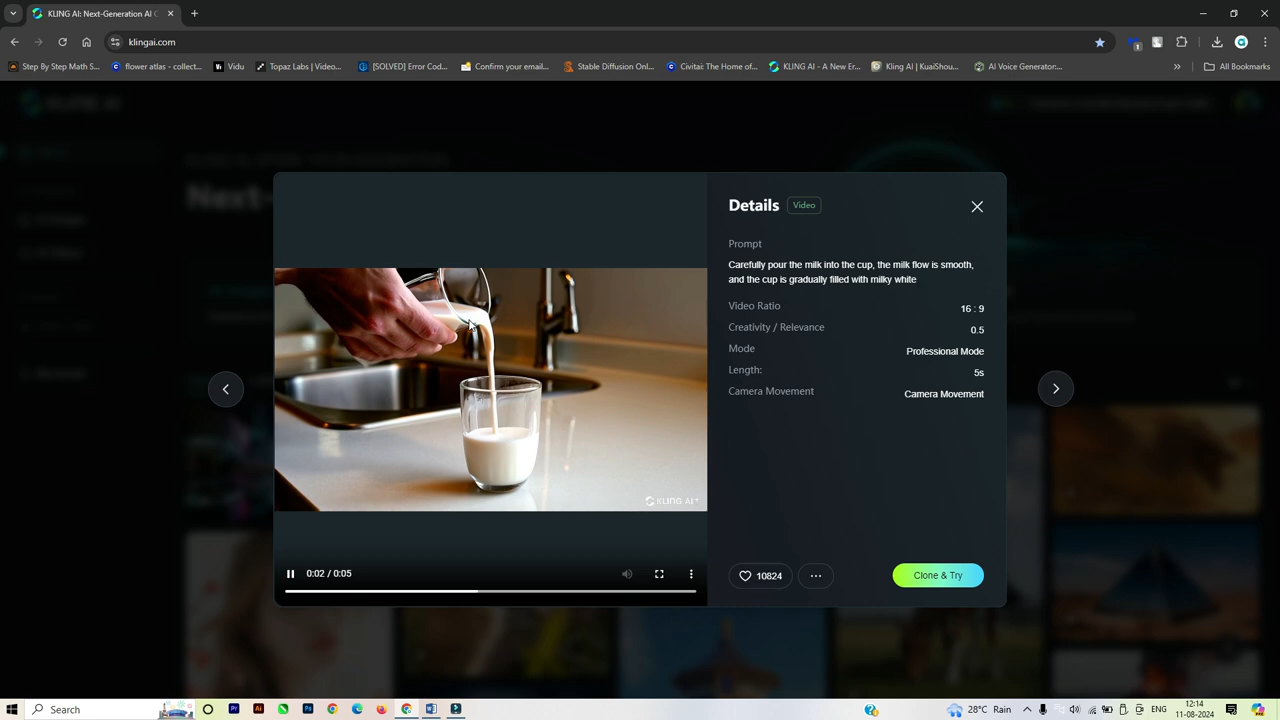 KLING AI: Next-Generation AI C
klingai.com
1
Step By Step Math S...
flower atlas - collect...
Vidu
Topaz Labs | Video...
[SOLVED] Error Cod...
Confirm your email...
Stable Diffusion Onl...
Civitai: The Home of...
KLING AI - A New Er...
Kling AI | KuaiShou...
AI Voice Generator:...
All Bookmarks
KLING AI
Next-
Details
Video
Prompt
Carefully pour the milk into the cup, the milk flow is smooth,
and the cup is gradually filled with milky white
Video Ratio
16 : 9
Creativity / Relevance
0.5
Mode
Professional Mode
Length:
5s
Camera Movement
Camera Movement
KLING AI
0:02 / 0:05
10824
Clone & Try
Search
28°C Rain
ENG
12:14
11-08-2024